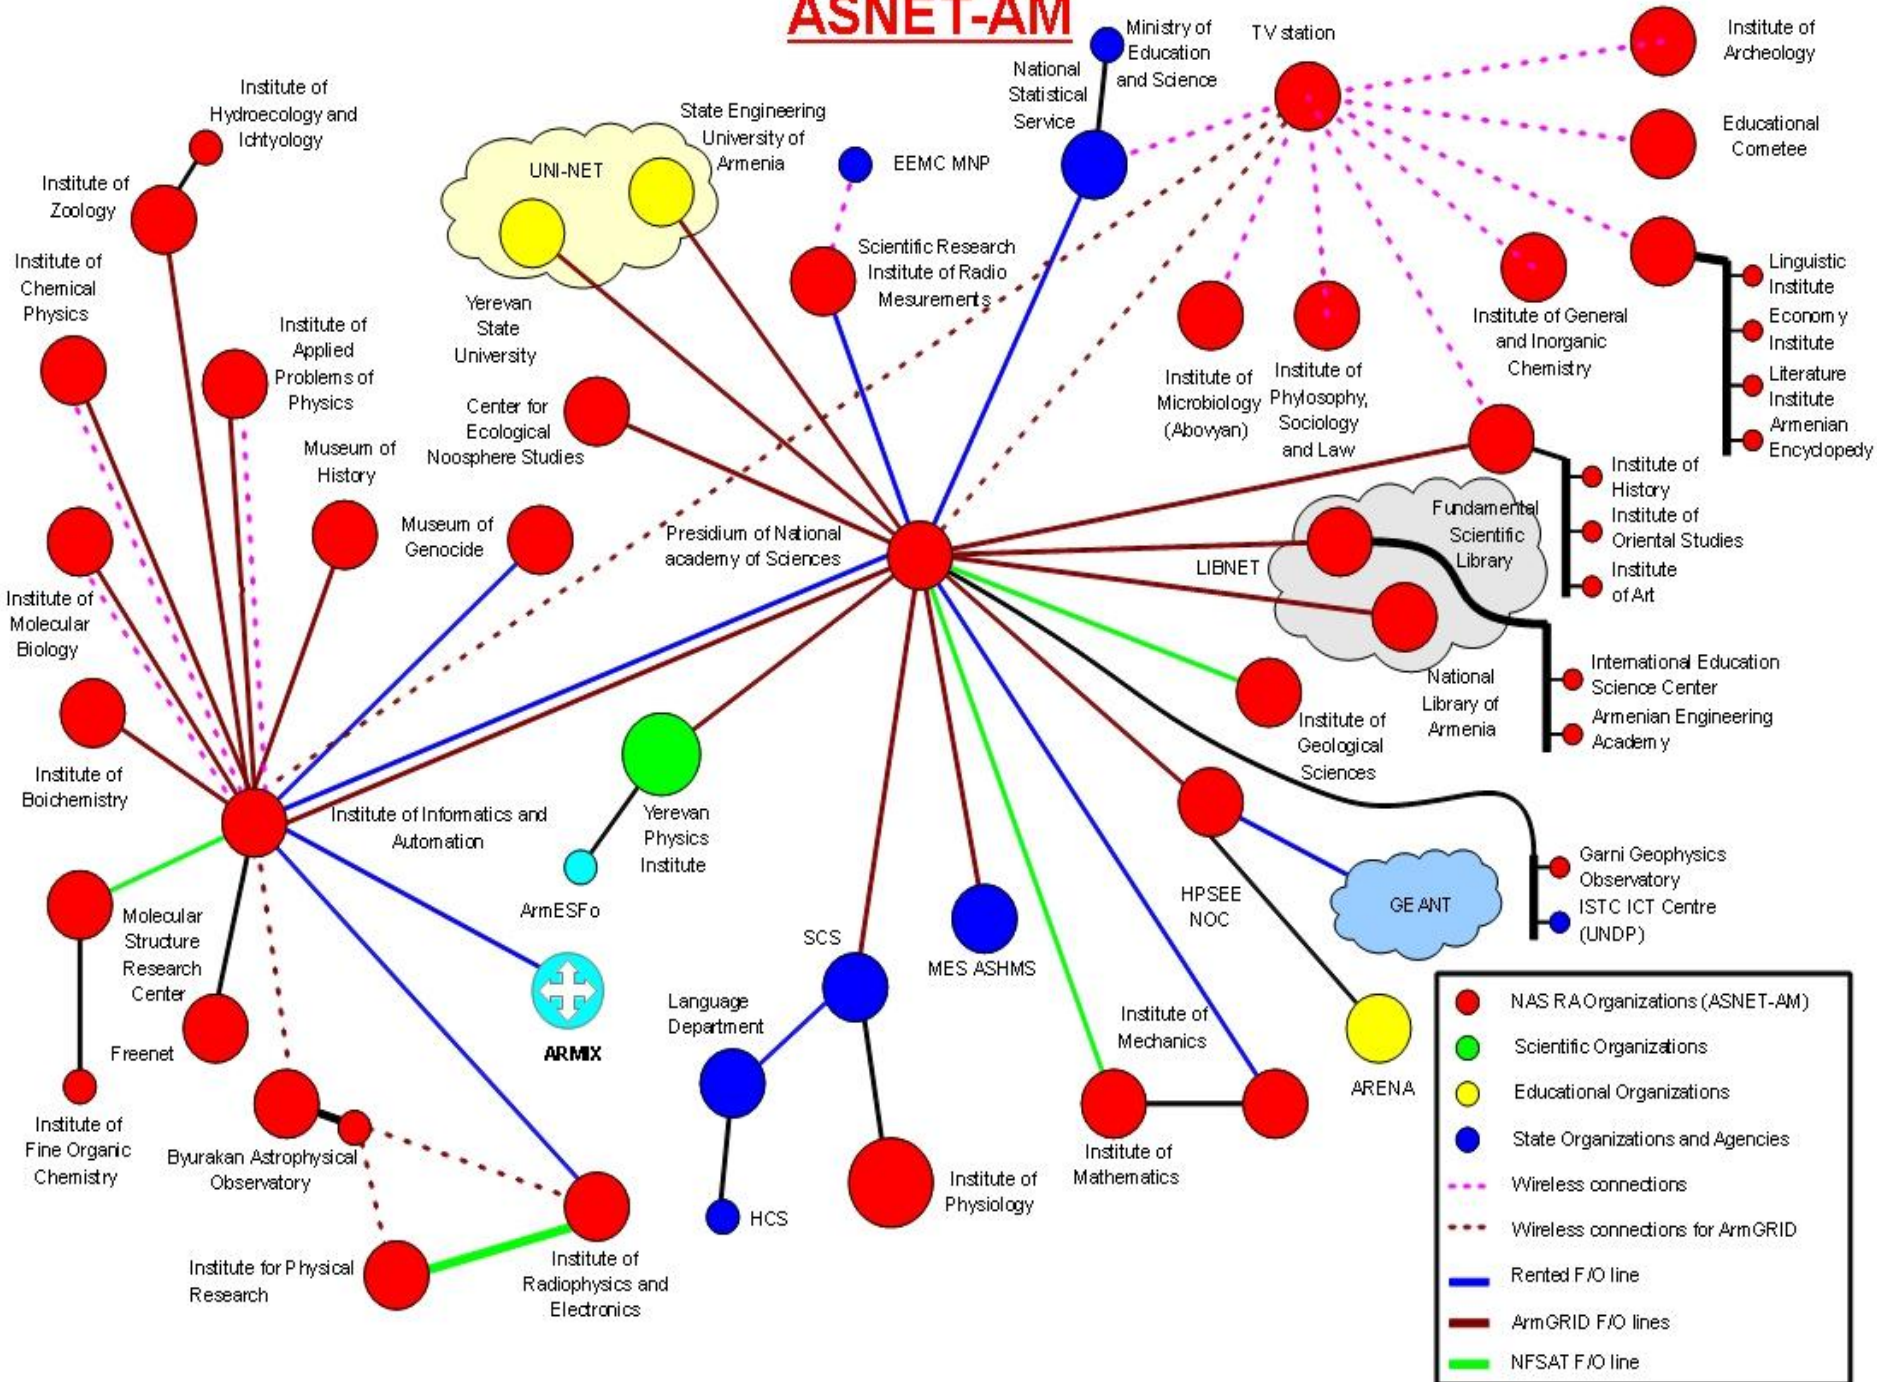 ASNET-AM
Ministry of
Education
and Science
TV station
Institute of
Archeology
National
Statistical
Service
Institute of
Hydroecology and
Ichtyology
State Engineering
University of
Armenia
UNI-NET
EEMC MNP
Educational
Cometee
Institute of
Zoology
Scientific Research
Institute of Radio
Mesurements
Institute of
Chemical
Physics
Yerevan
State
University
Institute of
Applied
Problems of
Physics
Linguistic
Institute
Economy
Institute
Literature
Institute
Armenian
Encyclopedy
Institute of General
and Inorganic
Chemistry
Institute of
Microbiology
(Abovyan)
Institute of
Phylosophy,
Sociology
and Law
Center for
Ecological
Noosphere Studies
Museum of
History
Museum of
Genocide
Presidium of National
academy of Sciences
Institute of
History
Institute of
Oriental Studies
Institute
of Art
Fundamental
Scientific
Library
LIBNET
National
Library of
Armenia
International Education
Science Center
Armenian Engineering
Academy
Institute of
Molecular
Biology
Institute of
Geological
Sciences
Institute of
Boichemistry
Institute of Informatics and
Automation
Yerevan
Physics
Institute
ArmESFo
Garni Geophysics
Observatory
ISTC ICT Centre
(UNDP)
HPSEE
NOC
GEANT
Molecular
Structure
Research
Center
Freenet
ARMIX
SCS
MES ASHMS
Language
Department
Institute of
Mechanics
ARENA
Institute of
Fine Organic
Chemistry
Byurakan Astrophysical
Observatory
HCS
Institute of
Physiology
Institute of
Mathematics
Institute for Physical
Research
Institute of
Radiophysics and
Electronics
NAS RA Organizations (ASNET-AM)
Scientific Organizations
Educational Organizations
State Organizations and Agencies
Wireless connections
Wireless connections for ArmGRID
Rented F/O line
ArmGRID F/O lines
NFSAT F/O line